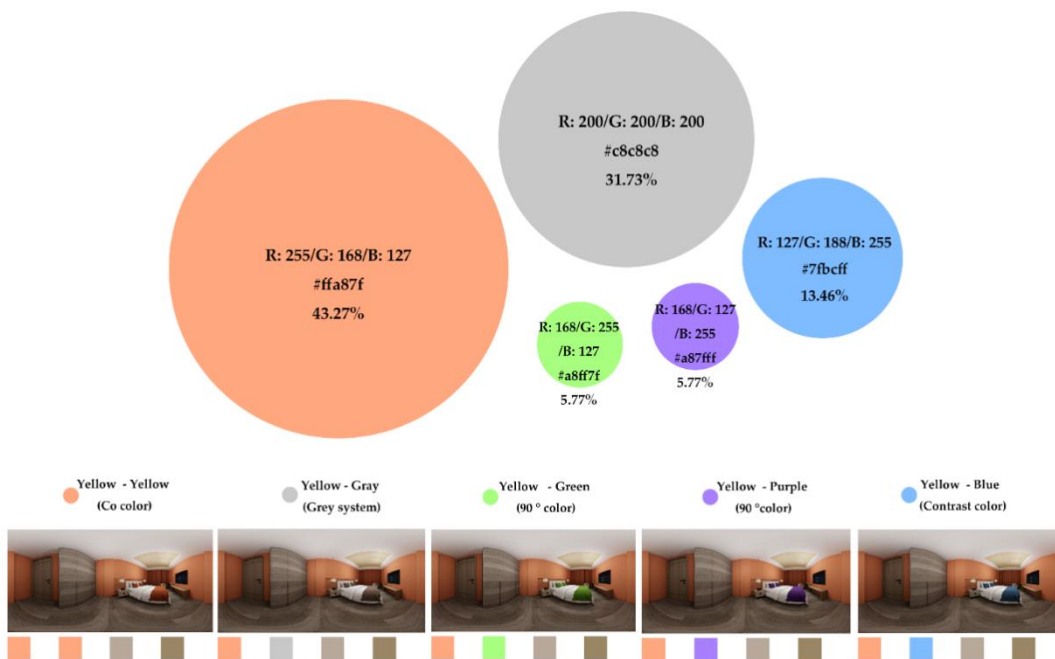 R: 200/G: 200/B: 200
#c8c8c8
31.73%
R: 255/G: 168/B: 127
#ffa87f
43.27%
R: 127/G: 188/B: 255
#7fbcff
13.46%
R: 168/G: 255
/B: 127
#a8ff7f
5.77%
R: 168/G: 127
/B: 255
#a87fff
5.77%
Yellow - Yellow
(Co color)
Yellow - Gray
(Grey system)
Yellow - Green
(90 ° color)
Yellow - Purple
(90 °color)
Yellow - Blue
(Contrast color)